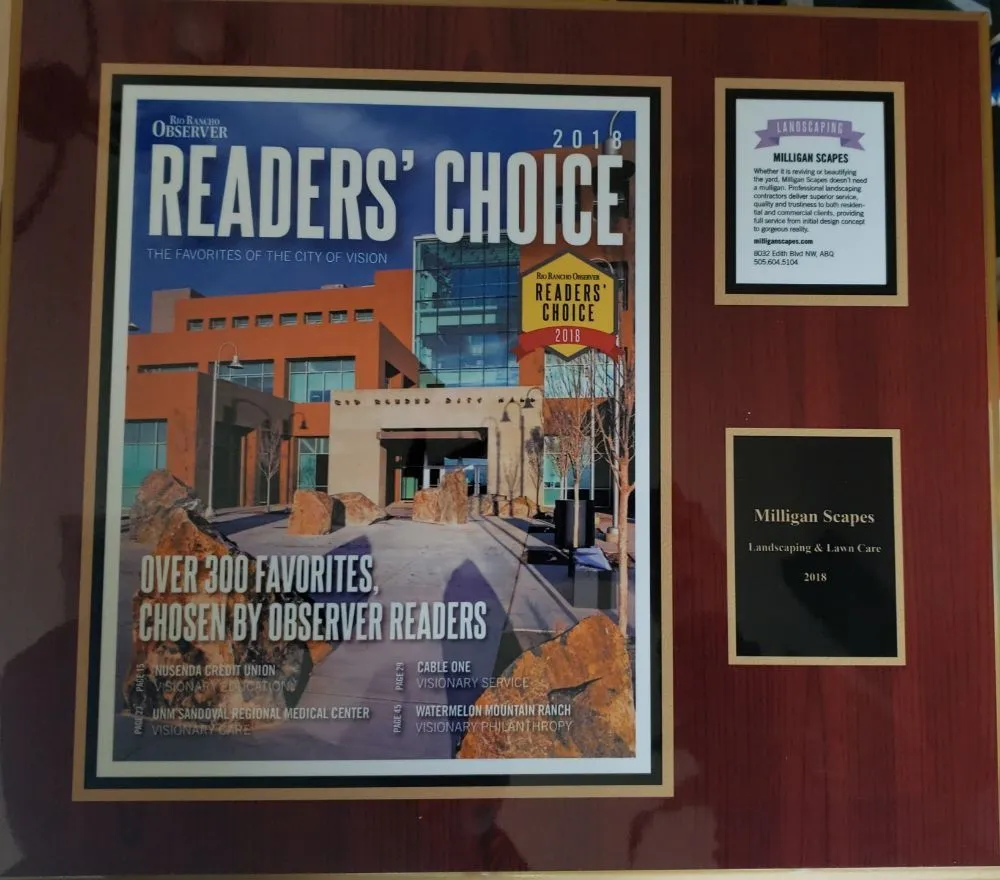 RIO RANCHO
OBSERVER
2018
READERS' CHOICE
THE FAVORITES OF THE CITY OF VISION
RIO RANCHO OBSERVER
READERS'
CHOICE
2018
RIO RANCHO CITY HALL
OVER 300 FAVORITES,
CHOSEN BY OBSERVER READERS
PAGE 15
NUSENDA CREDIT UNION
VISIONARY EDUCATION
UNM SANDOVAL REGIONAL MEDICAL CENTER
VISIONARY CARE
PAGE 29
CABLE ONE
VISIONARY SERVICE
PAGE 45
WATERMELON MOUNTAIN RANCH
VISIONARY PHILANTHROPY
LANDSCAPING
MILLIGAN SCAPES
Whether it is reviving or beautifying
the yard, Milligan Scapes doesn't need
a mulligan. Professional landscaping
contractors deliver superior service,
quality and trustiness to both residen-
tial and commercial clients, providing
full service from initial design concept
to gorgeous reality.
milliganscapes.com
8032 Edith Blvd NW, ABQ
505.604.5104
Milligan Scapes
Landscaping & Lawn Care
2018